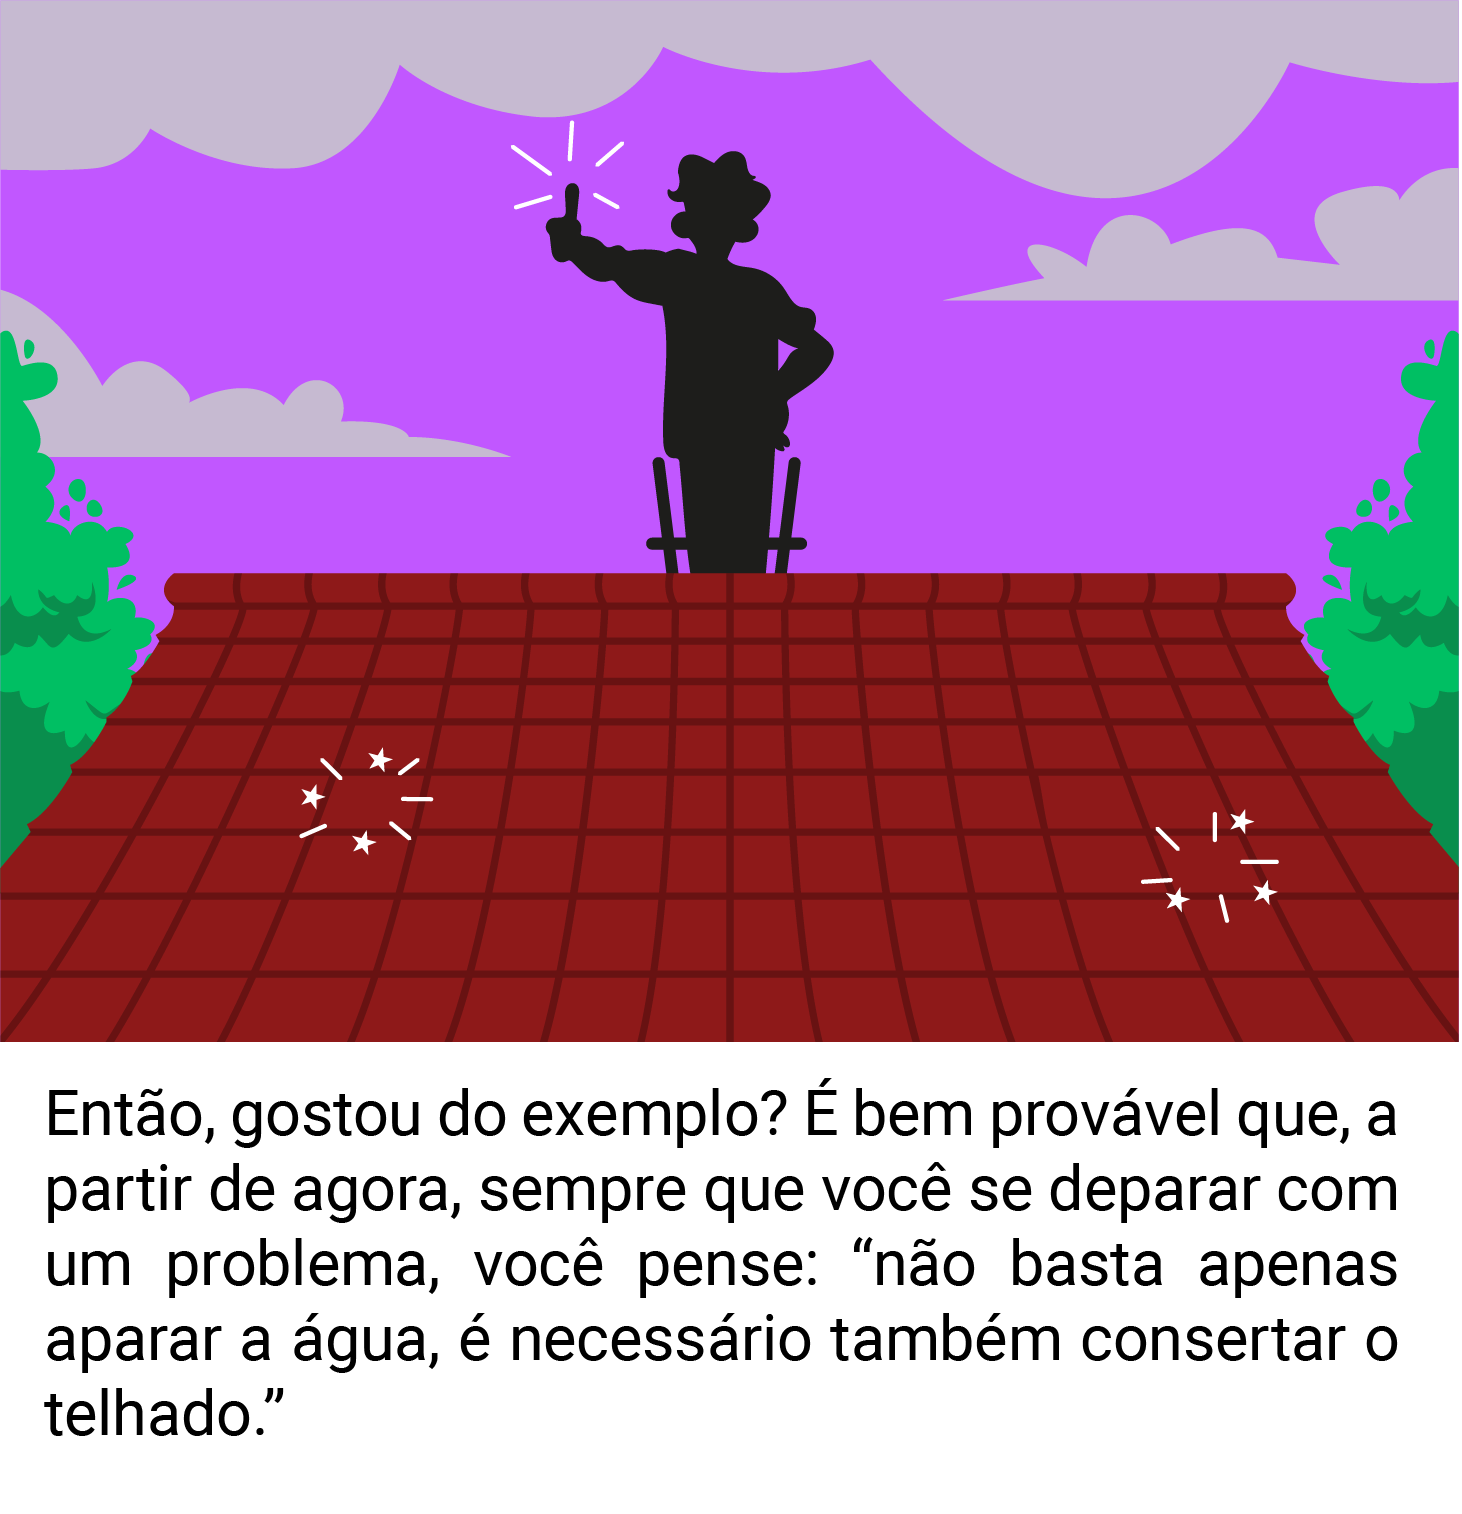 Então, gostou do exemplo? É bem provável que, a
partir de agora, sempre que você se deparar com
um problema, você pense: “não basta apenas
aparar a água, é necessário também consertar o
telhado.”